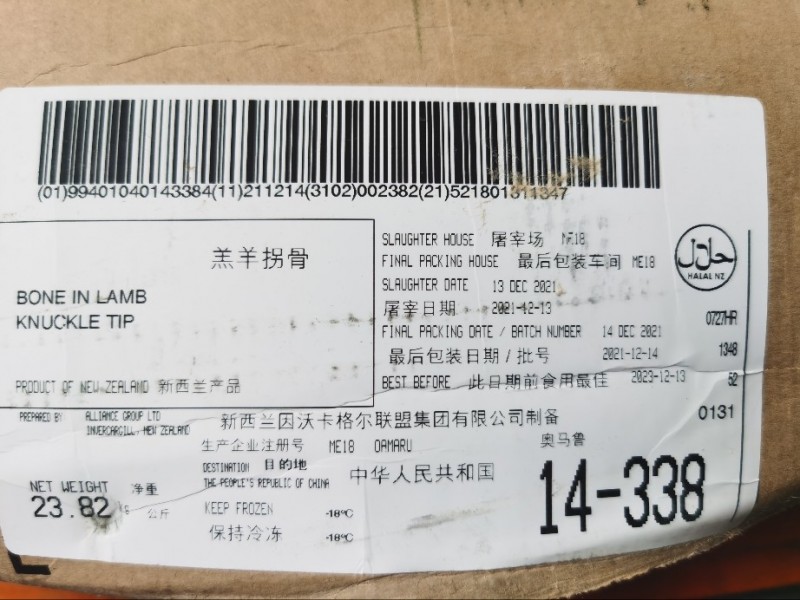 (01)99401040143384(11)211214(3102)002382(21)521801311347
羔羊拐骨
BONE IN LAMB
KNUCKLE TIP
PRODUCT OF NEW ZEALAND 新西兰产品
SLAUGHTER HOUSE 屠宰场 ME18
FINAL PACKING HOUSE 最后包装车间 ME18
SLAUGHTER DATE 13 DEC 2021
屠宰日期 2021-12-13
FINAL PACKING DATE / BATCH NUMBER 14 DEC 2021
最后包装日期 / 批号 2021-12-14
BEST BEFORE 此日期前食用最佳 2023-12-13
حلال
HALAL NZ
0727HR
1348
52
0131
PREPARED BY ALLIANCE GROUP LTD
INVERCARGILL, NEW ZEALAND
新西兰因沃卡格尔联盟集团有限公司制备
生产企业注册号 ME18 OAMARU 奥马鲁
DESTINATION 目的地
THE PEOPLE'S REPUBLIC OF CHINA 中华人民共和国
NET WEIGHT 净重
23.82 公斤
KEEP FROZEN -18°C
保持冷冻 -18°C
14-338